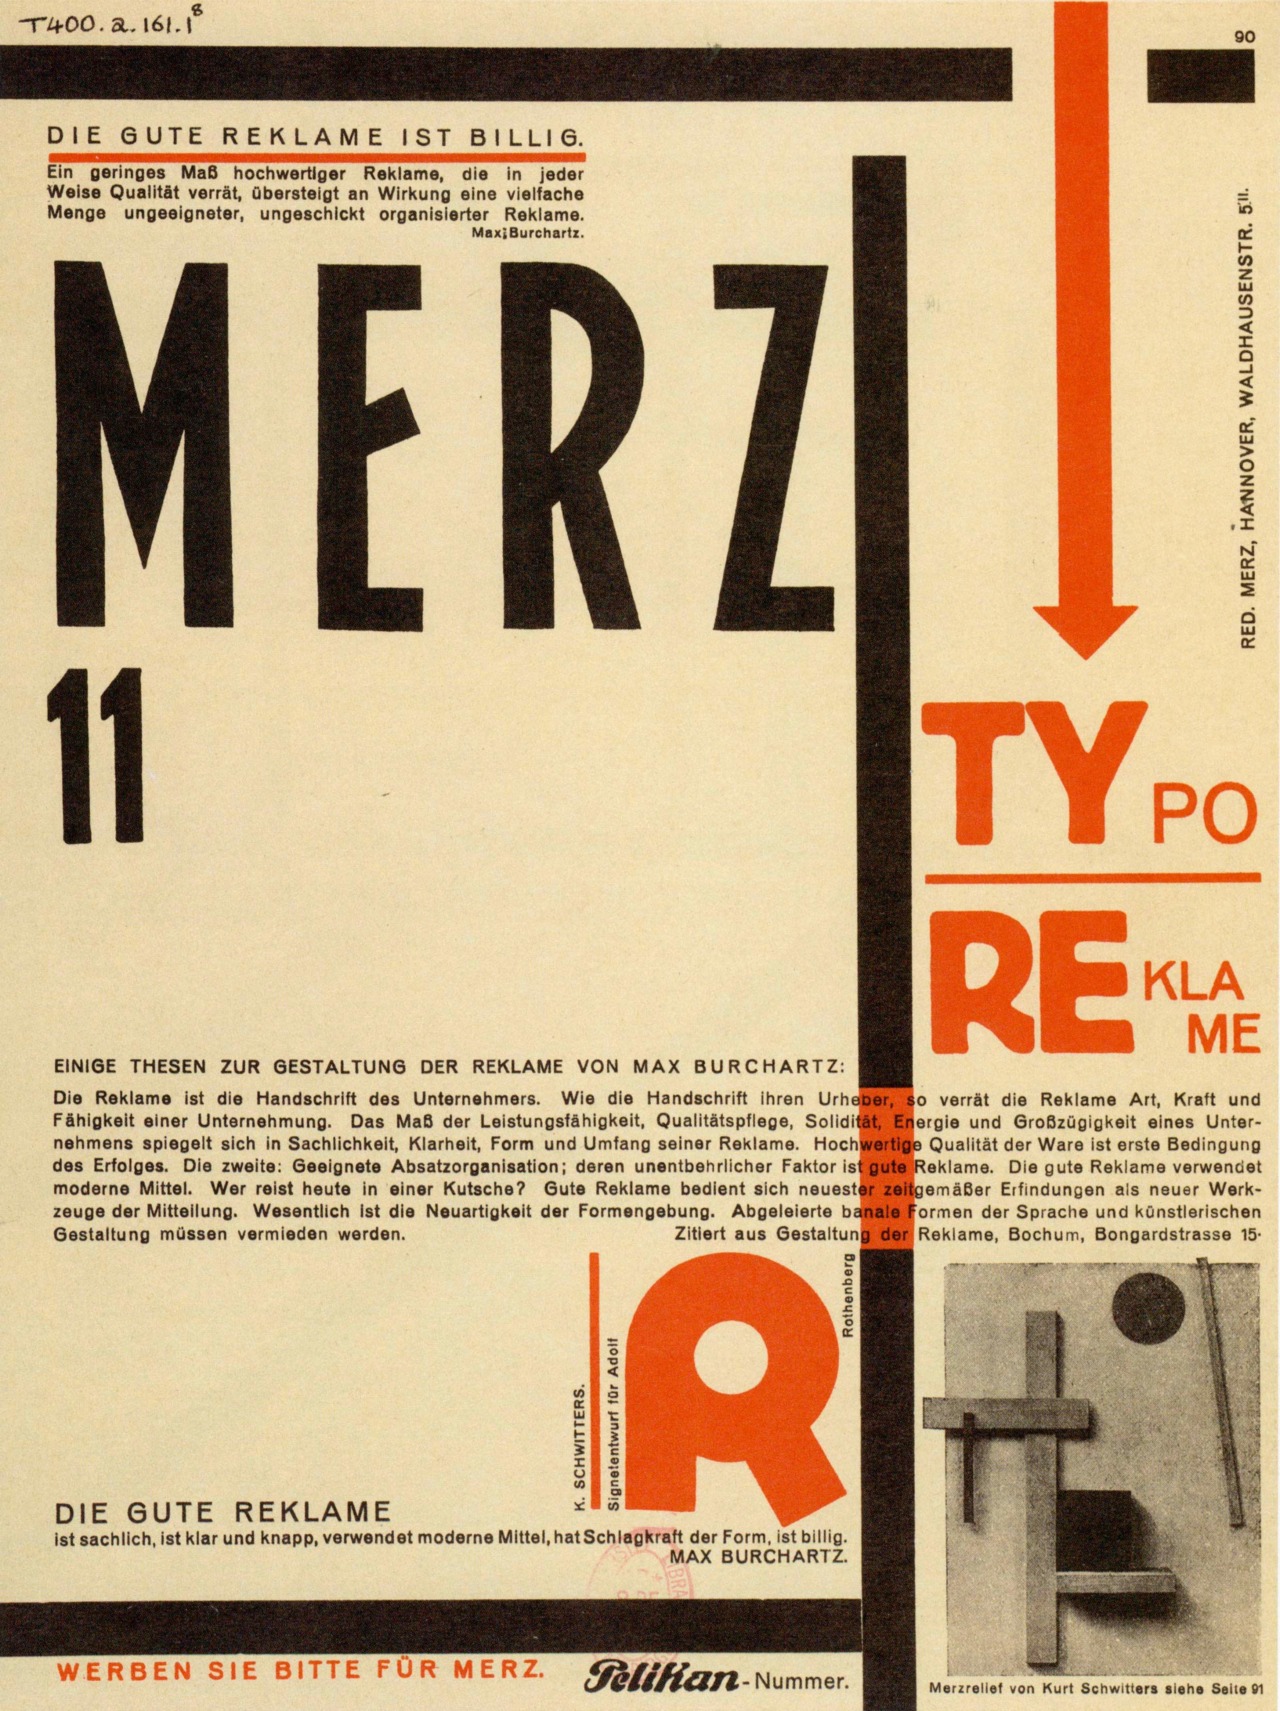 T400.a.161.1⁸
90
DIE GUTE REKLAME IST BILLIG.
Ein geringes Maß hochwertiger Reklame, die in jeder
Weise Qualität verrät, übersteigt an Wirkung eine vielfache
Menge ungeeigneter, ungeschickt organisierter Reklame.
Max Burchartz.
MERZ
11
RED. MERZ, HANNOVER, WALDHAUSENSTR. 5II.
TYPO
REKLA
ME
EINIGE THESEN ZUR GESTALTUNG DER REKLAME VON MAX BURCHARTZ:
Die Reklame ist die Handschrift des Unternehmers. Wie die Handschrift ihren Urheber, so verrät die Reklame Art, Kraft und
Fähigkeit einer Unternehmung. Das Maß der Leistungsfähigkeit, Qualitätspflege, Solidität, Energie und Großzügigkeit eines Unter-
nehmens spiegelt sich in Sachlichkeit, Klarheit, Form und Umfang seiner Reklame. Hochwertige Qualität der Ware ist erste Bedingung
des Erfolges. Die zweite: Geeignete Absatzorganisation; deren unentbehrlicher Faktor ist gute Reklame. Die gute Reklame verwendet
moderne Mittel. Wer reist heute in einer Kutsche? Gute Reklame bedient sich neuester zeitgemäßer Erfindungen als neuer Werk-
zeuge der Mitteilung. Wesentlich ist die Neuartigkeit der Formengebung. Abgeleierte banale Formen der Sprache und künstlerischen
Gestaltung müssen vermieden werden. Zitiert aus Gestaltung der Reklame, Bochum, Bongardstrasse 15.
K. SCHWITTERS.
Signetentwurf für Adolf
Rothenberg
R
DIE GUTE REKLAME
ist sachlich, ist klar und knapp, verwendet moderne Mittel, hat Schlagkraft der Form, ist billig.
MAX BURCHARTZ.
WERBEN SIE BITTE FÜR MERZ.
Pelikan-Nummer.
Merzrelief von Kurt Schwitters siehe Seite 91